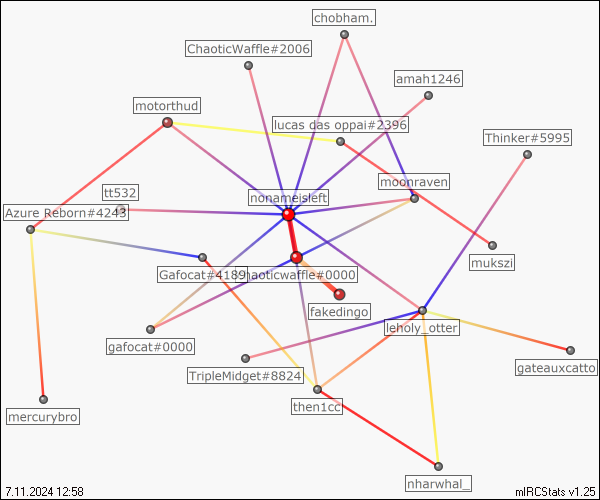 chobham.
ChaoticWaffle#2006
amah1246
motorthud
lucas das oppai#2396
Thinker#5995
moonraven
tt532
nonameisleft
Azure Reborn#4243
mukszi
Gafocat#4189
haoticwaffle#0000
fakedingo
leholy_otter
gafocat#0000
gateauxcatto
TripleMidget#8824
then1cc
mercurybro
nharwhal_
7.11.2024 12:58
mIRCStats v1.25